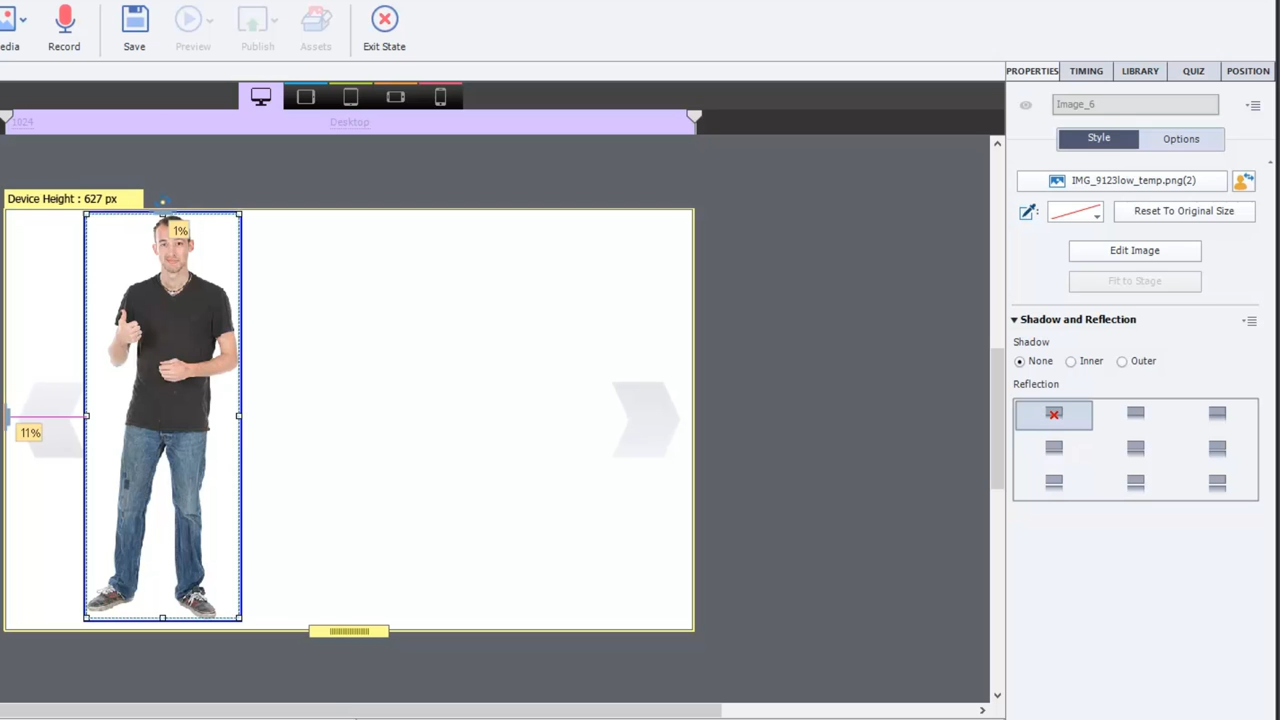 edia
Record
Save
Preview
Publish
Assets
Exit State
PROPERTIES
TIMING
LIBRARY
QUIZ
POSITION
1024
Desktop
Image_6
Style
Options
Device Height : 627 px
IMG_9123low_temp.png(2)
Reset To Original Size
1%
Edit Image
Fit to Stage
Shadow and Reflection
Shadow
None
Inner
Outer
Reflection
11%